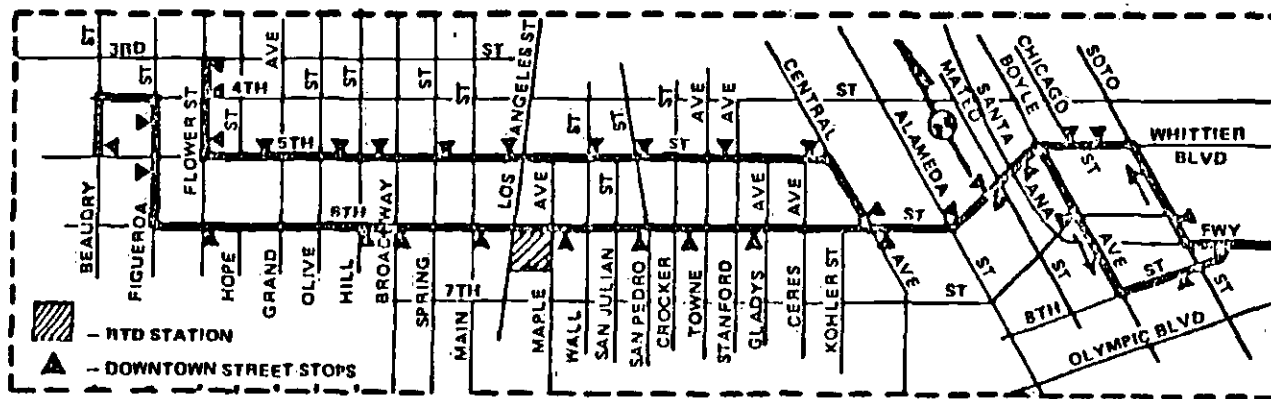 3RD ST
4TH ST
5TH ST
6TH ST
7TH ST
8TH ST
BEAUDRY ST
FIGUEROA ST
FLOWER ST
HOPE ST
GRAND AVE
OLIVE ST
HILL ST
BROADWAY
SPRING ST
MAIN ST
LOS ANGELES ST
MAPLE AVE
WALL ST
SAN JULIAN ST
SAN PEDRO ST
CROCKER ST
TOWNE AVE
STANFORD AVE
GLADYS AVE
CERES AVE
KOHLER ST
CENTRAL AVE
ALAMEDA ST
MATEO ST
SANTA ANA
BOYLE AVE
CHICAGO ST
SOTO ST
WHITTIER BLVD
FWY
OLYMPIC BLVD
– RTD STATION
– DOWNTOWN STREET STOPS